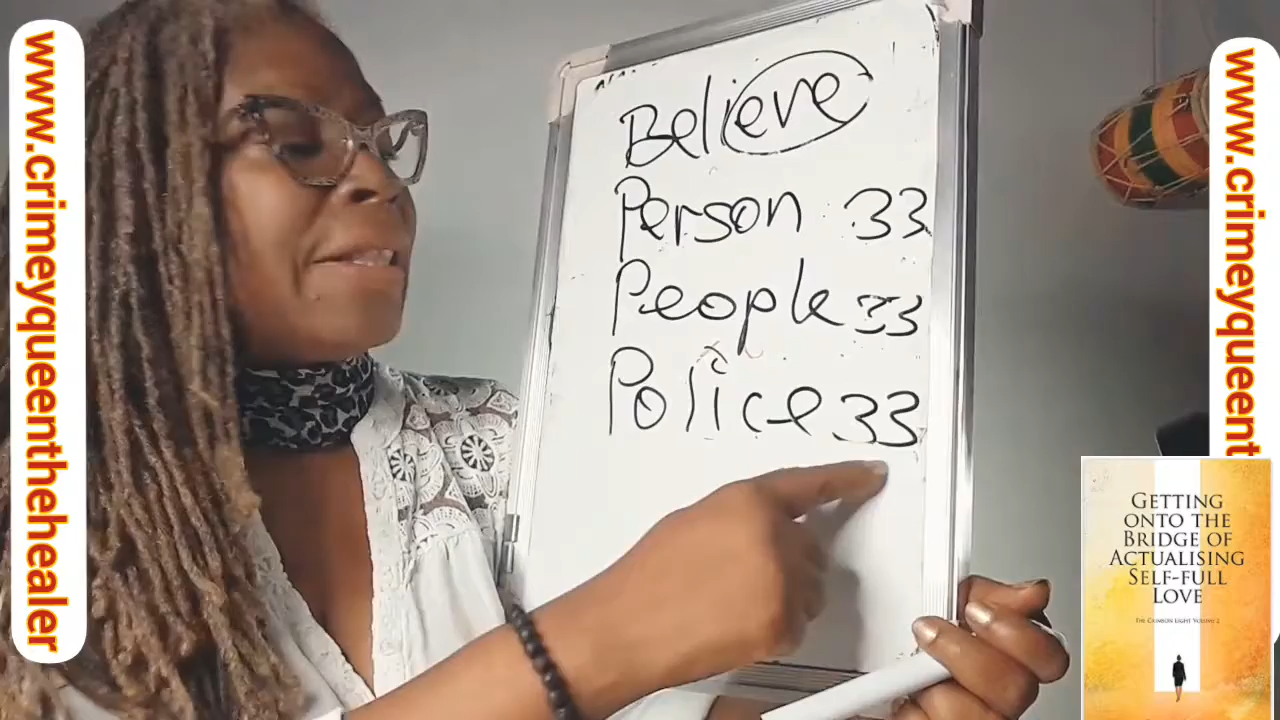 www.crimeyqueenthehealer
Believe
Person 33
People 33
Police 33
www.crimeyqueent
GETTING
ONTO THE
BRIDGE OF
ACTUALISING
SELF-FULL
LOVE
THE CRIMSON LIGHT VOLUME 2